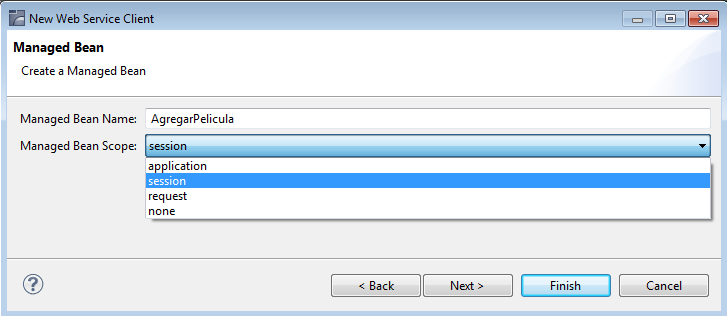 New Web Service Client
Managed Bean
Create a Managed Bean
Managed Bean Name: AgregarPelicula
Managed Bean Scope: session
application
session
request
none
? < Back Next > Finish Cancel